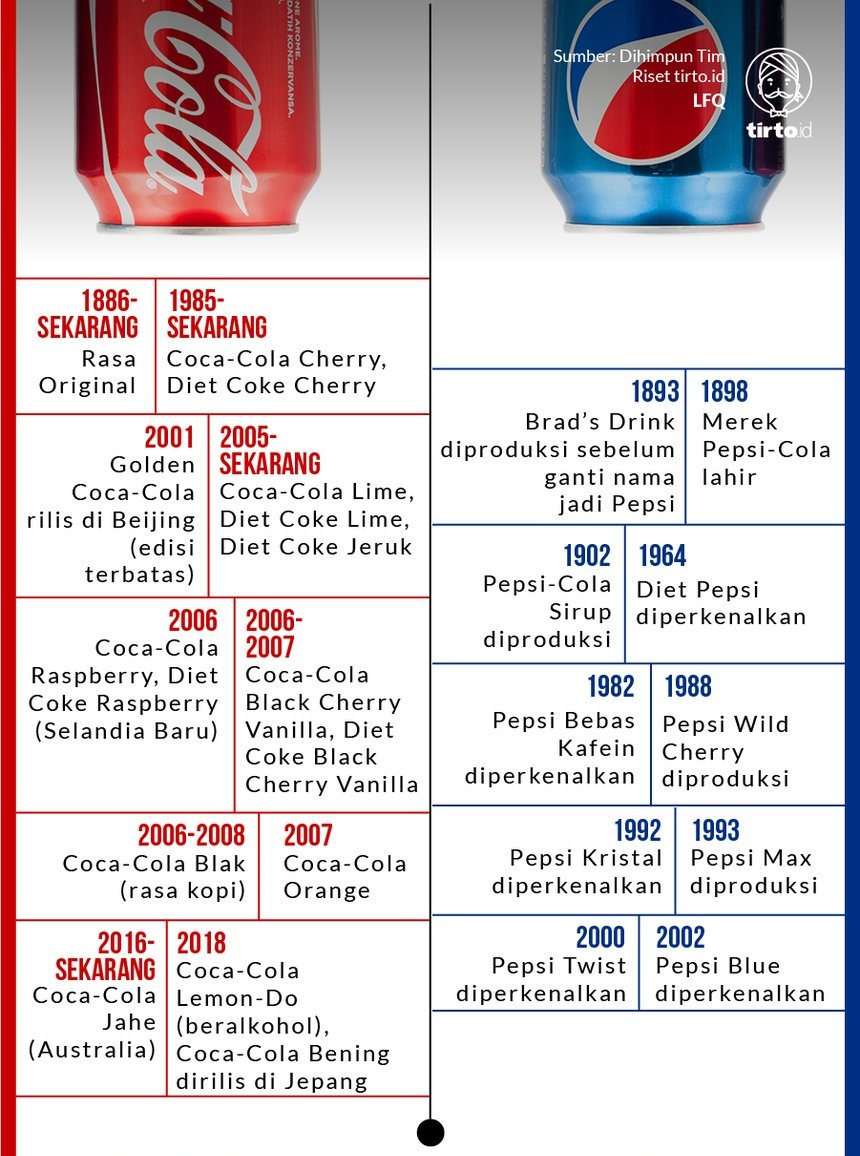 Cola
NE AROME.
DATIH KONZERVANSA.
Sumber: Dihimpun Tim
Riset tirto.id
LFQ
tirto.id
1886-
SEKARANG
Rasa
Original
1985-
SEKARANG
Coca-Cola Cherry,
Diet Coke Cherry
2001
Golden
Coca-Cola
rilis di Beijing
(edisi
terbatas)
2005-
SEKARANG
Coca-Cola Lime,
Diet Coke Lime,
Diet Coke Jeruk
2006
Coca-Cola
Raspberry, Diet
Coke Raspberry
(Selandia Baru)
2006-
2007
Coca-Cola
Black Cherry
Vanilla, Diet
Coke Black
Cherry Vanilla
2006-2008
Coca-Cola Blak
(rasa kopi)
2007
Coca-Cola
Orange
2016-
SEKARANG
Coca-Cola
Jahe
(Australia)
2018
Coca-Cola
Lemon-Do
(beralkohol),
Coca-Cola Bening
dirilis di Jepang
1893
Brad’s Drink
diproduksi sebelum
ganti nama
jadi Pepsi
1898
Merek
Pepsi-Cola
lahir
1902
Pepsi-Cola
Sirup
diproduksi
1964
Diet Pepsi
diperkenalkan
1982
Pepsi Bebas
Kafein
diperkenalkan
1988
Pepsi Wild
Cherry
diproduksi
1992
Pepsi Kristal
diperkenalkan
1993
Pepsi Max
diproduksi
2000
Pepsi Twist
diperkenalkan
2002
Pepsi Blue
diperkenalkan